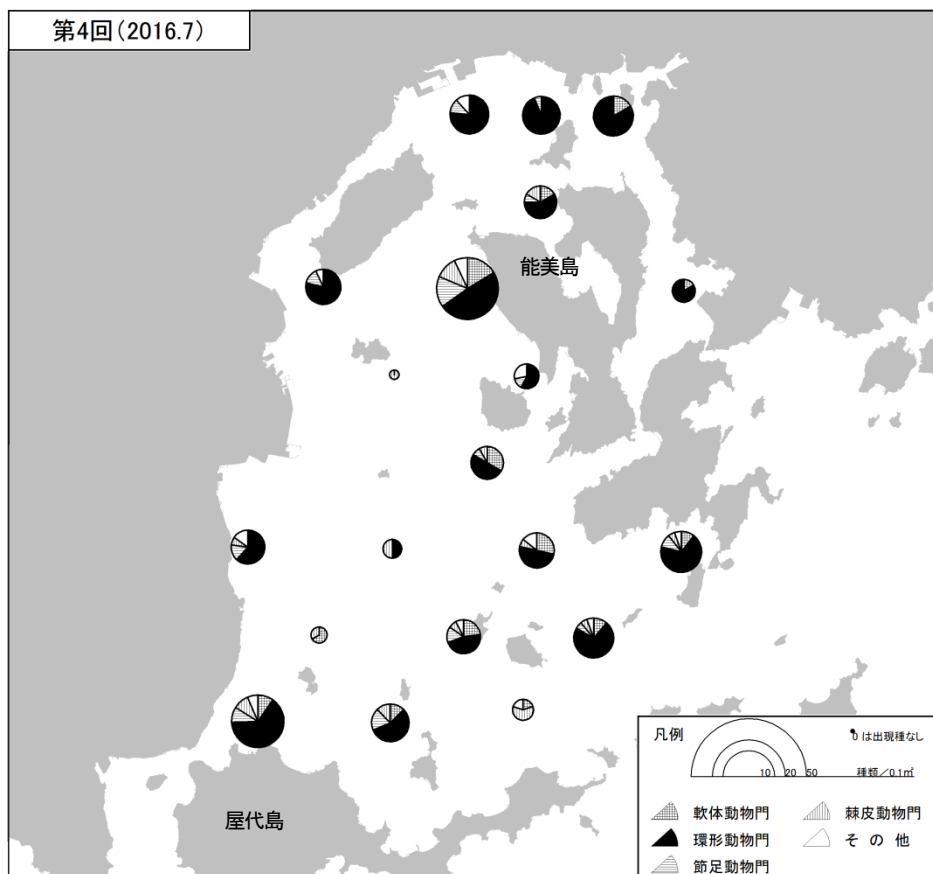 第4回(2016.7)
能美島
屋代島
凡例
0 は出現種なし
10 20 50 種類/0.1㎡
軟体動物門 棘皮動物門
環形動物門 その他
節足動物門